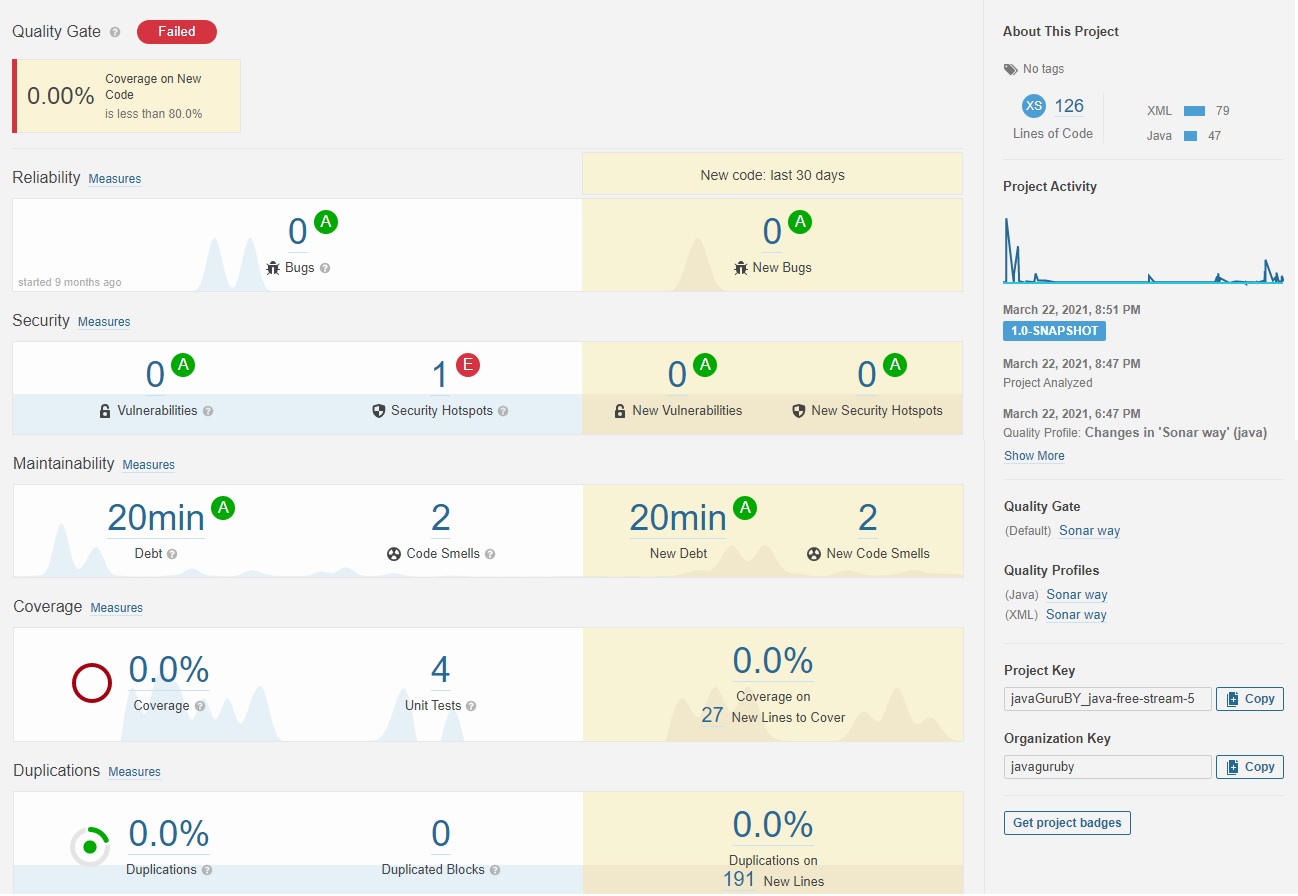 Quality Gate ? Failed
0.00%
Coverage on New
Code
is less than 80.0%
Reliability Measures
New code: last 30 days
0 A
Bugs ?
started 9 months ago
0 A
New Bugs
Security Measures
0 A
Vulnerabilities ?
1 E
Security Hotspots ?
0 A
New Vulnerabilities
0 A
New Security Hotspots
Maintainability Measures
20min A
Debt ?
2
Code Smells ?
20min A
New Debt
2
New Code Smells
Coverage Measures
0.0%
Coverage ?
4
Unit Tests ?
0.0%
Coverage on
27 New Lines to Cover
Duplications Measures
0.0%
Duplications ?
0
Duplicated Blocks ?
0.0%
Duplications on
191 New Lines
About This Project
No tags
XS 126
Lines of Code
XML 79
Java 47
Project Activity
March 22, 2021, 8:51 PM
1.0-SNAPSHOT
March 22, 2021, 8:47 PM
Project Analyzed
March 22, 2021, 6:47 PM
Quality Profile: Changes in 'Sonar way' (java)
Show More
Quality Gate
(Default) Sonar way
Quality Profiles
(Java) Sonar way
(XML) Sonar way
Project Key
javaGuruBY_java-free-stream-5 Copy
Organization Key
javaguruby Copy
Get project badges